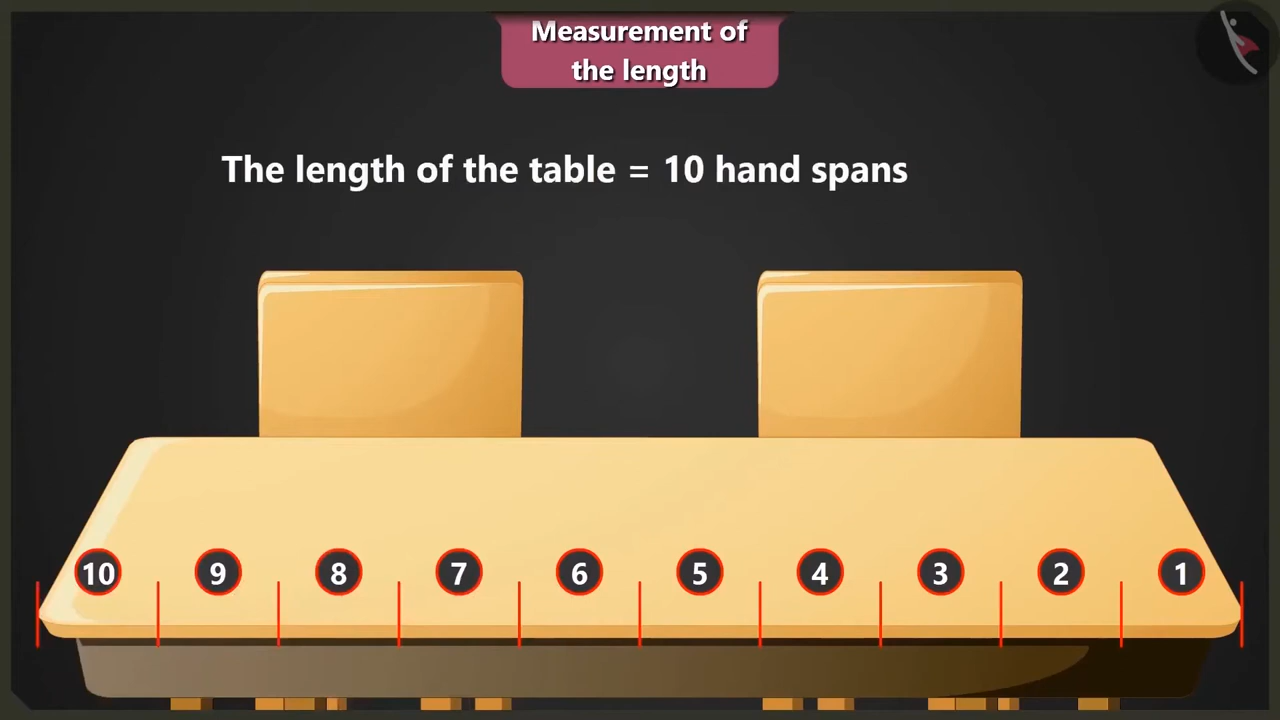 Measurement of
the length
The length of the table = 10 hand spans
10 9 8 7 6 5 4 3 2 1